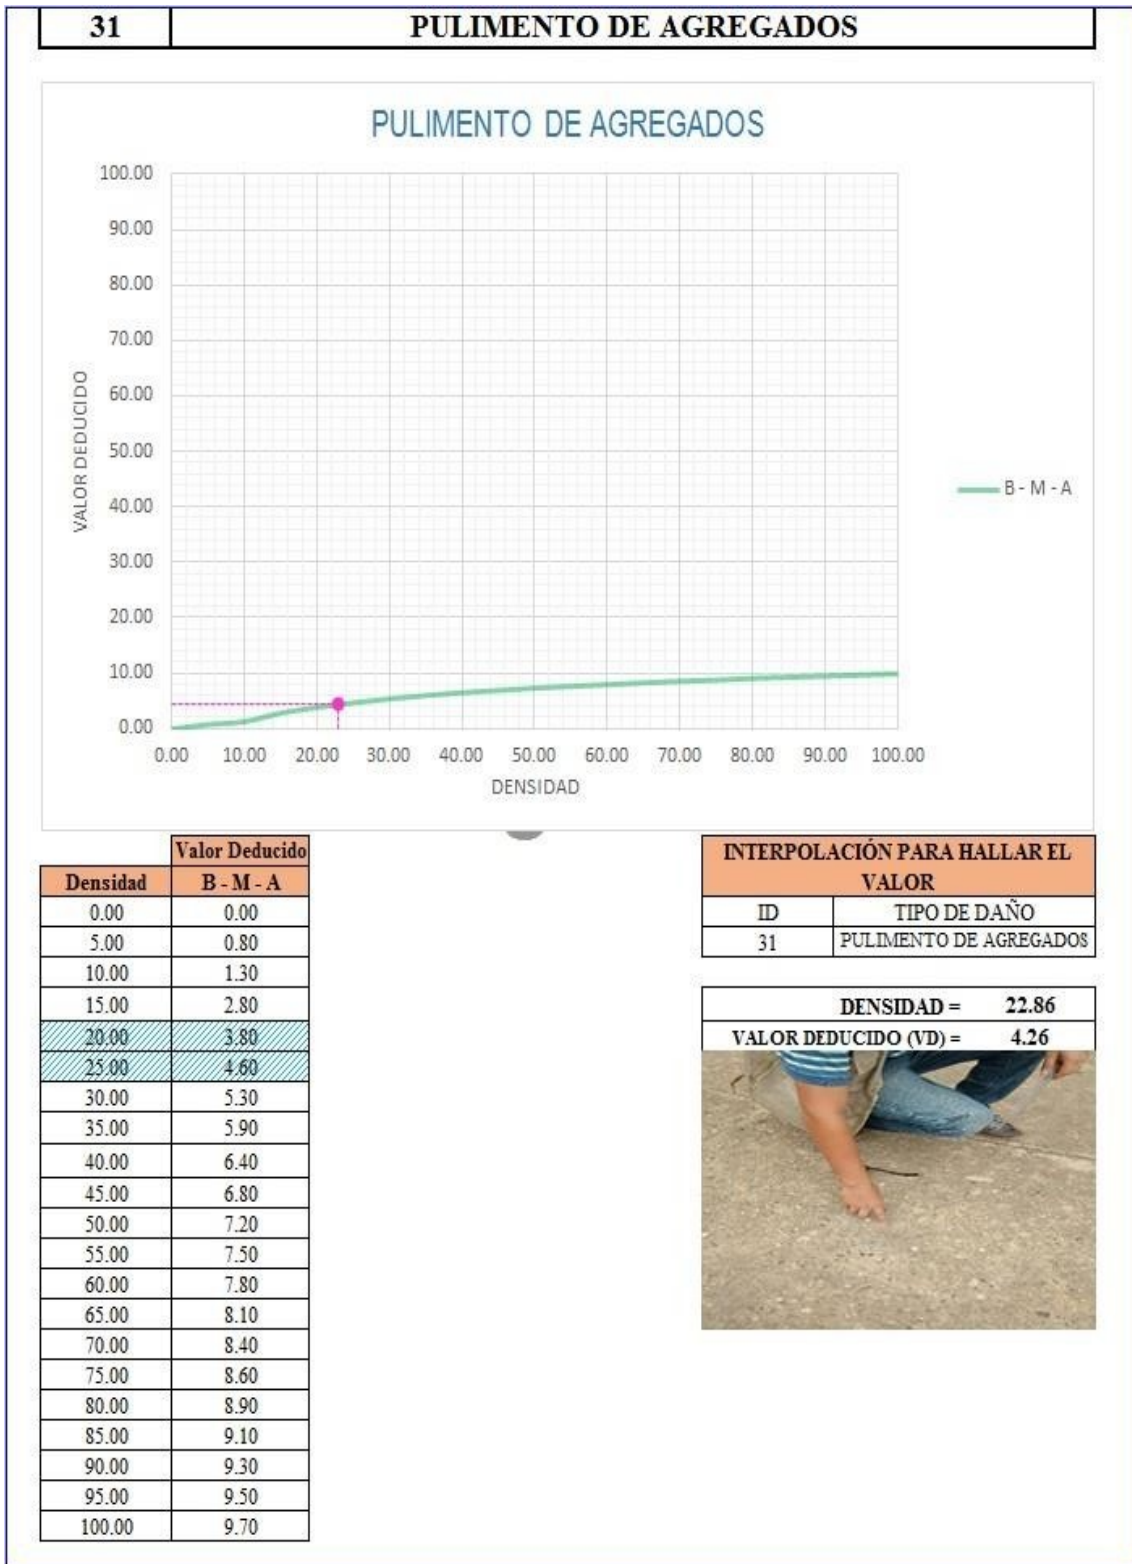 31 PULIMENTO DE AGREGADOS
PULIMENTO DE AGREGADOS
100.00
90.00
80.00
70.00
60.00
50.00
40.00
30.00
20.00
10.00
0.00
VALOR DEDUCIDO
0.00 10.00 20.00 30.00 40.00 50.00 60.00 70.00 80.00 90.00 100.00
DENSIDAD
B - M - A
Valor Deducido
Densidad B - M - A
0.00 0.00
5.00 0.80
10.00 1.30
15.00 2.80
20.00 3.80
25.00 4.60
30.00 5.30
35.00 5.90
40.00 6.40
45.00 6.80
50.00 7.20
55.00 7.50
60.00 7.80
65.00 8.10
70.00 8.40
75.00 8.60
80.00 8.90
85.00 9.10
90.00 9.30
95.00 9.50
100.00 9.70
INTERPOLACIÓN PARA HALLAR EL
VALOR
ID TIPO DE DAÑO
31 PULIMENTO DE AGREGADOS
DENSIDAD = 22.86
VALOR DEDUCIDO (VD) = 4.26